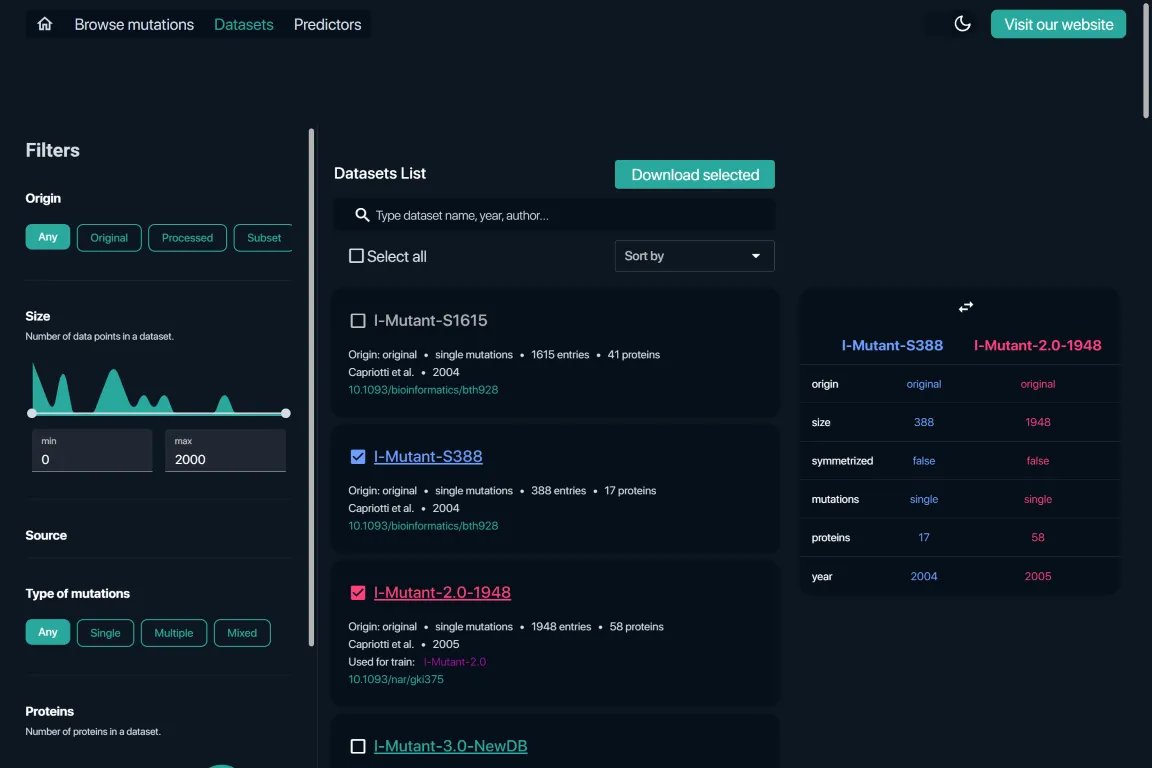 Browse mutations Datasets Predictors Visit our website
Filters
Origin
Any Original Processed Subset
Size
Number of data points in a dataset.
min
0
max
2000
Source
Type of mutations
Any Single Multiple Mixed
Proteins
Number of proteins in a dataset.
Datasets List Download selected
Type dataset name, year, author...
Select all Sort by
I-Mutant-S1615
Origin: original • single mutations • 1615 entries • 41 proteins
Capriotti et al. • 2004
10.1093/bioinformatics/bth928
I-Mutant-S388
Origin: original • single mutations • 388 entries • 17 proteins
Capriotti et al. • 2004
10.1093/bioinformatics/bth928
I-Mutant-2.0-1948
Origin: original • single mutations • 1948 entries • 58 proteins
Capriotti et al. • 2005
Used for train: I-Mutant-2.0
10.1093/nar/gki375
I-Mutant-3.0-NewDB
I-Mutant-S388 I-Mutant-2.0-1948
origin original original
size 388 1948
symmetrized false false
mutations single single
proteins 17 58
year 2004 2005